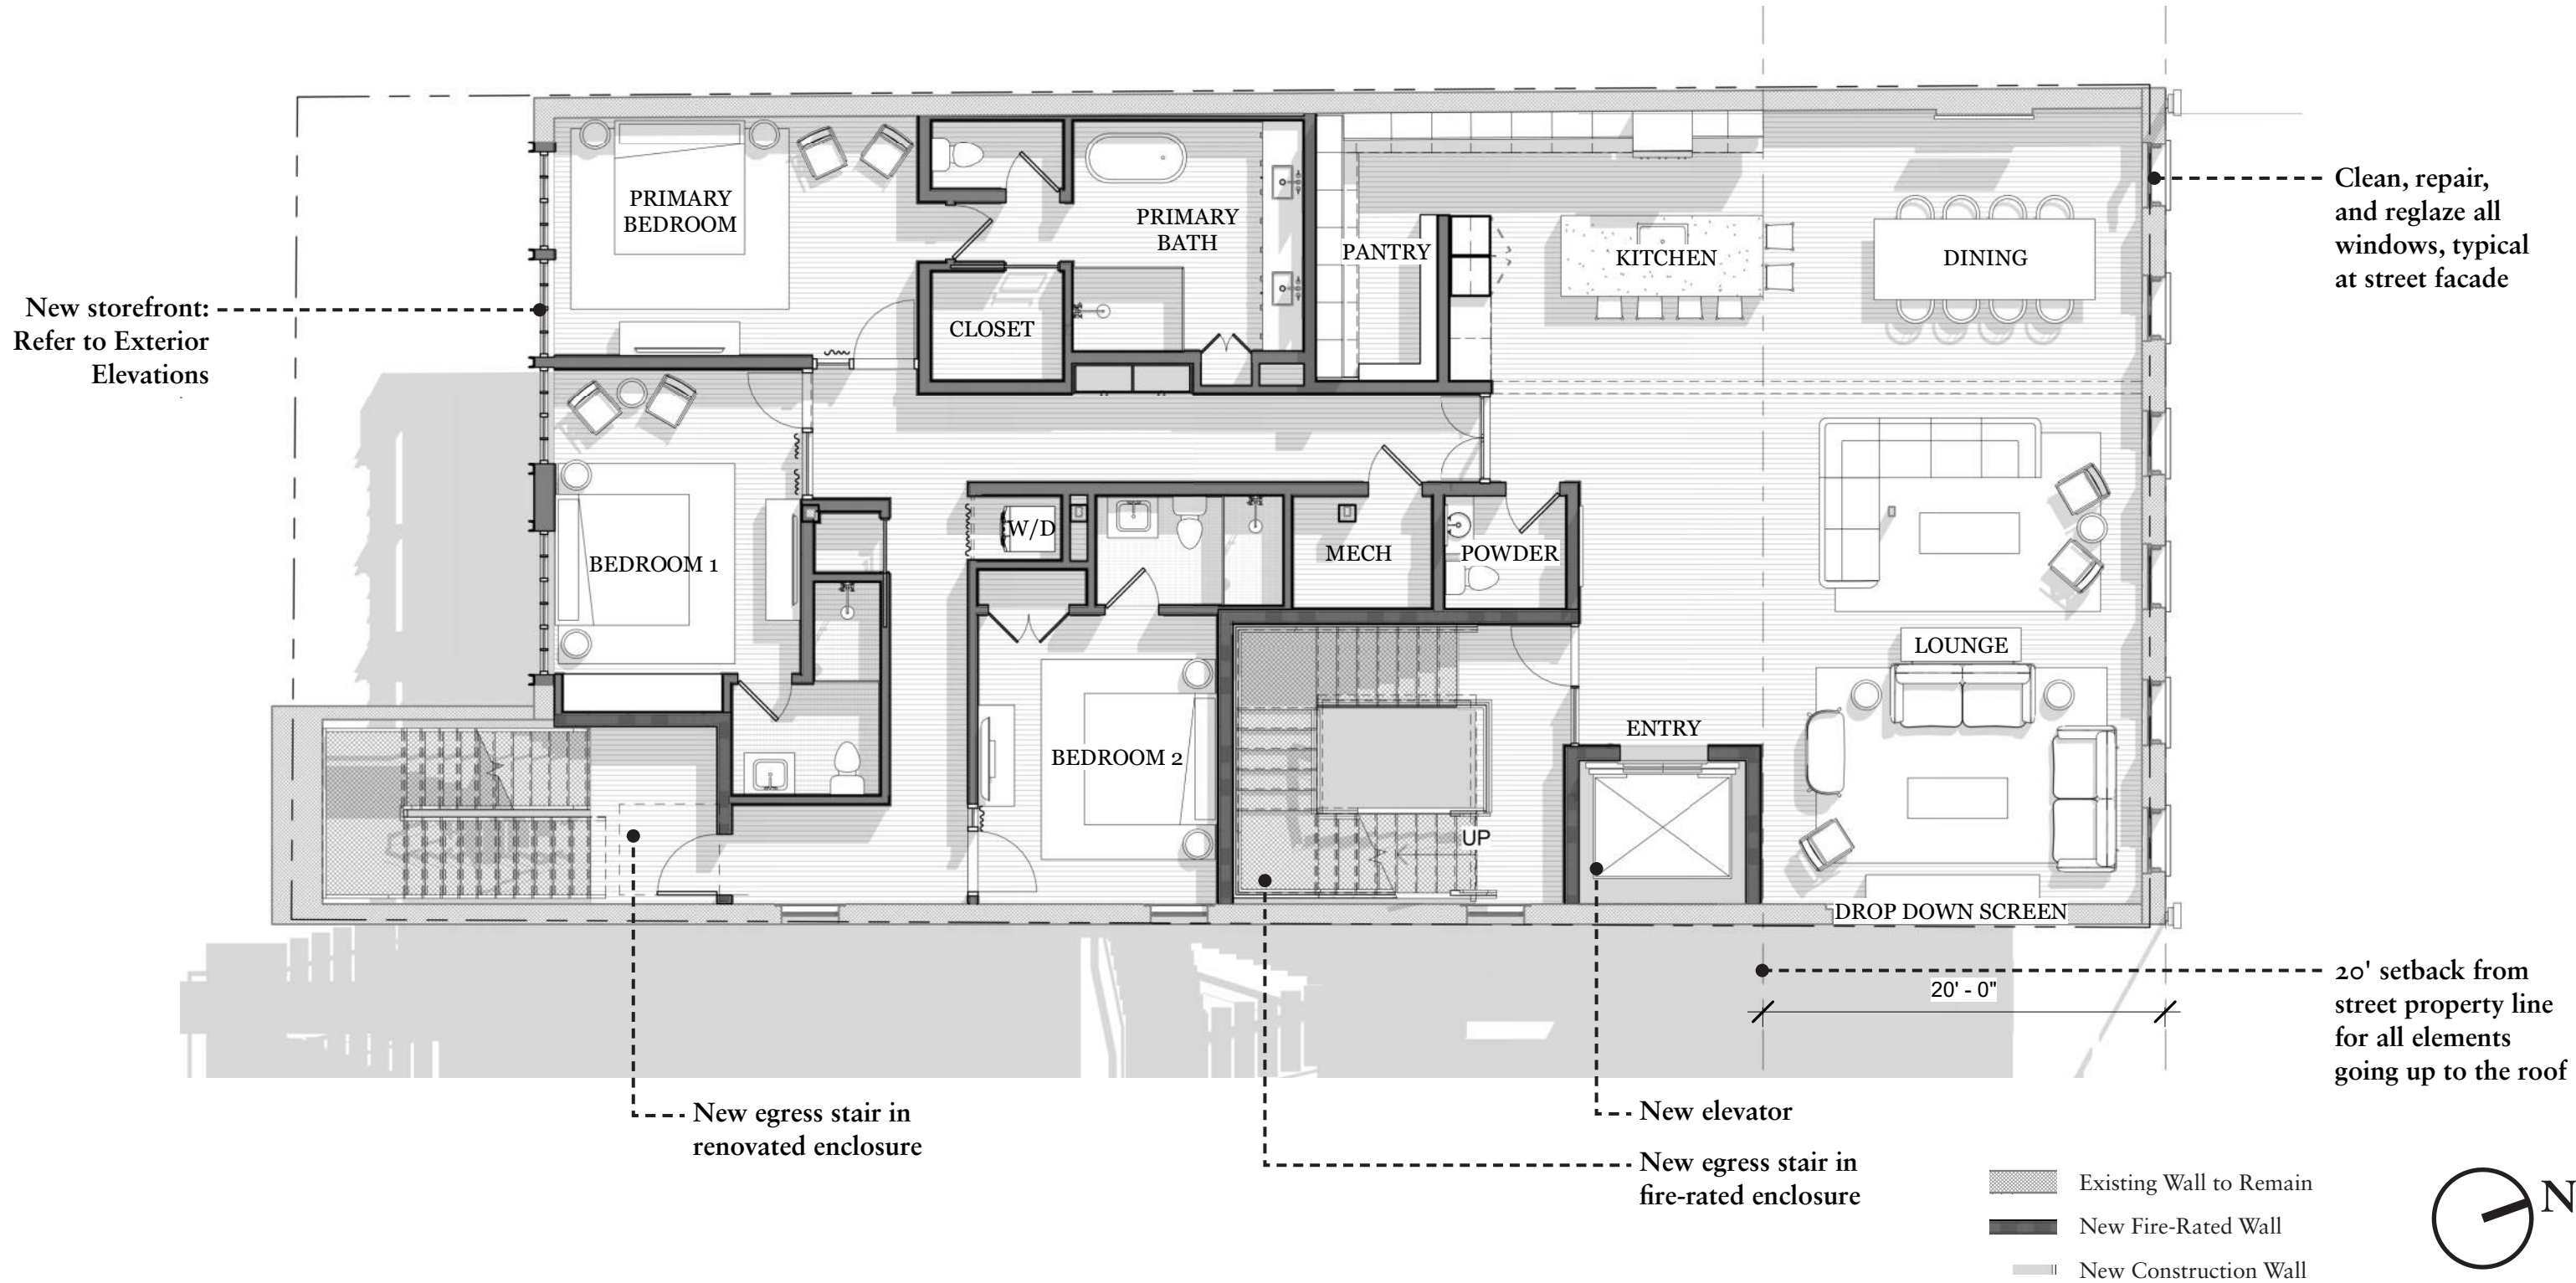 Clean, repair,
and reglaze all
windows, typical
at street facade
New storefront:
Refer to Exterior
Elevations
PRIMARY
BEDROOM
PRIMARY
BATH
PANTRY
KITCHEN
DINING
CLOSET
W/D
MECH
POWDER
BEDROOM 1
LOUNGE
ENTRY
BEDROOM 2
UP
DROP DOWN SCREEN
20' setback from
street property line
for all elements
going up to the roof
20' - 0"
New egress stair in
renovated enclosure
New elevator
New egress stair in
fire-rated enclosure
Existing Wall to Remain
New Fire-Rated Wall
New Construction Wall
N